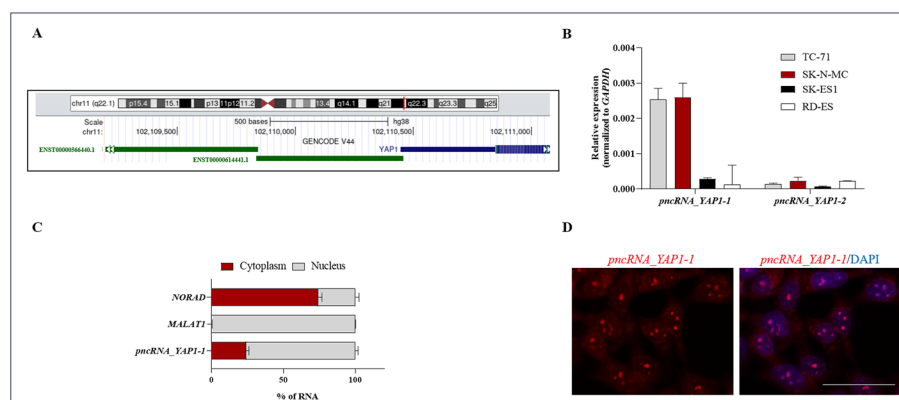 A
chr11 (q22.1) p15.4 15.1 p13 11p12 11.2 13.4 q14.1 q21 q22.3 q23.3 q25
Scale 500 bases hg38
chr11: 102,109,500 102,110,000 102,110,500 102,111,000
GENCODE V44
ENST00000566440.1 YAP1
ENST00000614441.1
B
Relative expression
(normalized to GAPDH)
0.004
0.003
0.002
0.001
0.000
TC-71
SK-N-MC
SK-ES1
RD-ES
pncRNA_YAP1-1 pncRNA_YAP1-2
C
Cytoplasm Nucleus
NORAD
MALAT1
pncRNA_YAP1-1
0 50 100
% of RNA
D
pncRNA_YAP1-1 pncRNA_YAP1-1/DAPI